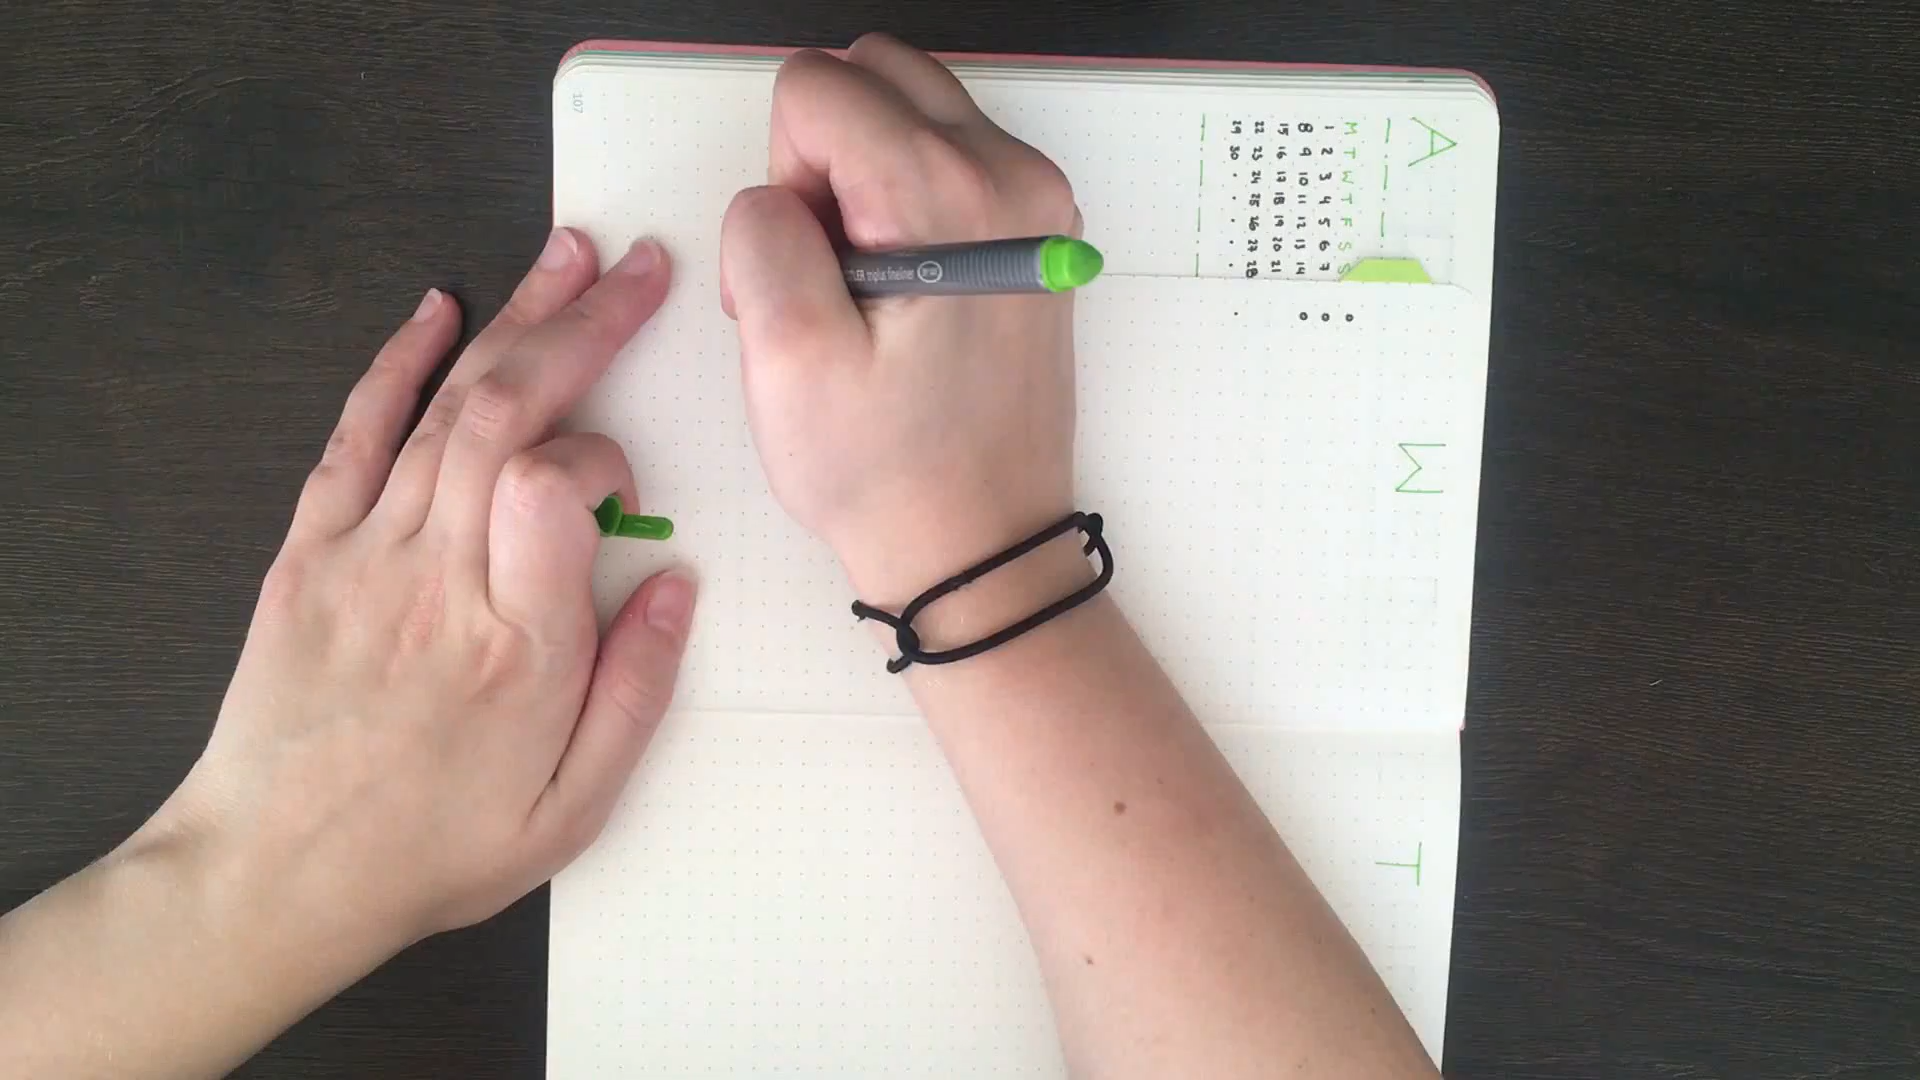 A
M T W T F S S
1 2 3 4 5 6 7
8 9 10 11 12 13 14
15 16 17 18 19 20 21
22 23 24 25 26 27 28
29 30
W
T
107
triplus fineliner